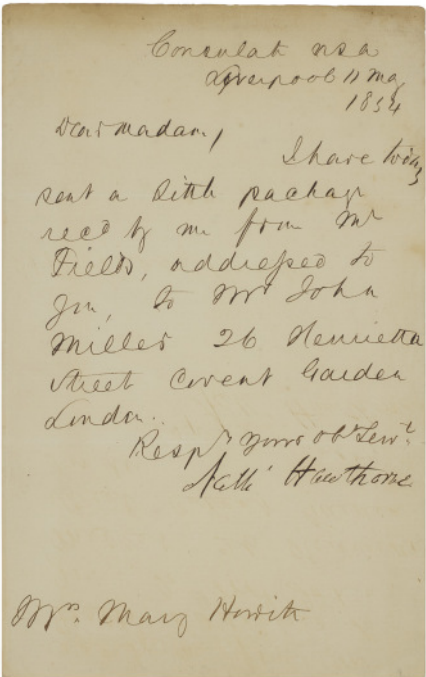 Consulate USA
Liverpool 11 May
1854
Dear Madam,
I have today
sent a little package
recd by me from Mr
Fields, addressed to
you, to Mr John
Miller 26 Henrietta
Street Covent Garden
London.
Respy Yours ob Servt.
Nathl Hawthorne
Mrs. Mary Howitt